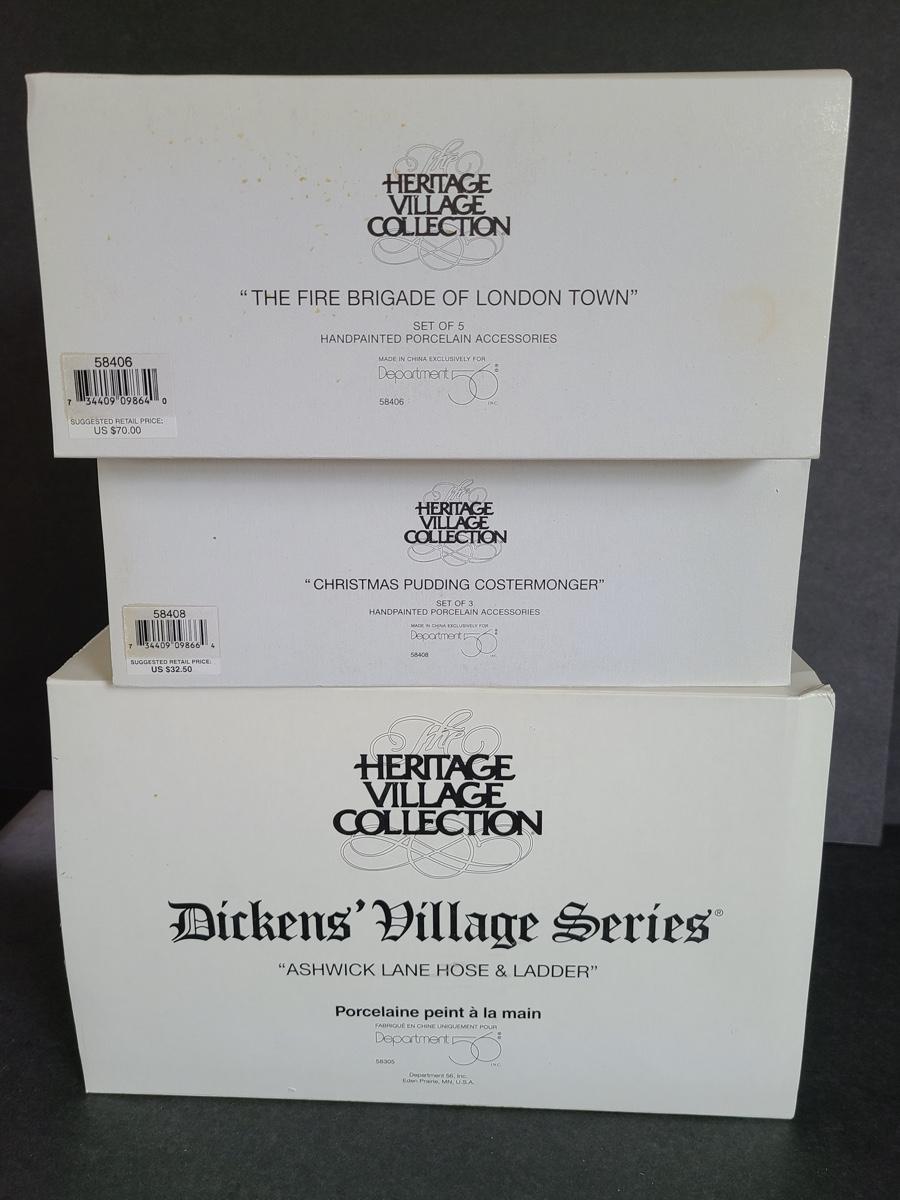 The
HERITAGE
VILLAGE
COLLECTION
“THE FIRE BRIGADE OF LONDON TOWN”
SET OF 5
HANDPAINTED PORCELAIN ACCESSORIES
MADE IN CHINA EXCLUSIVELY FOR
Department 56®
INC.
58406
58406
7 34409 09864 0
SUGGESTED RETAIL PRICE:
US $70.00
The
HERITAGE
VILLAGE
COLLECTION
“CHRISTMAS PUDDING COSTERMONGER”
SET OF 3
HANDPAINTED PORCELAIN ACCESSORIES
MADE IN CHINA EXCLUSIVELY FOR
Department 56®
INC.
58408
58408
7 34409 09866 4
SUGGESTED RETAIL PRICE:
US $32.50
The
HERITAGE
VILLAGE
COLLECTION
Dickens’ Village Series®
“ASHWICK LANE HOSE & LADDER”
Porcelaine peint à la main
FABRIQUÉ EN CHINE UNIQUEMENT POUR
Department 56®
INC.
58305
Department 56, Inc.
Eden Prairie, MN, U.S.A.